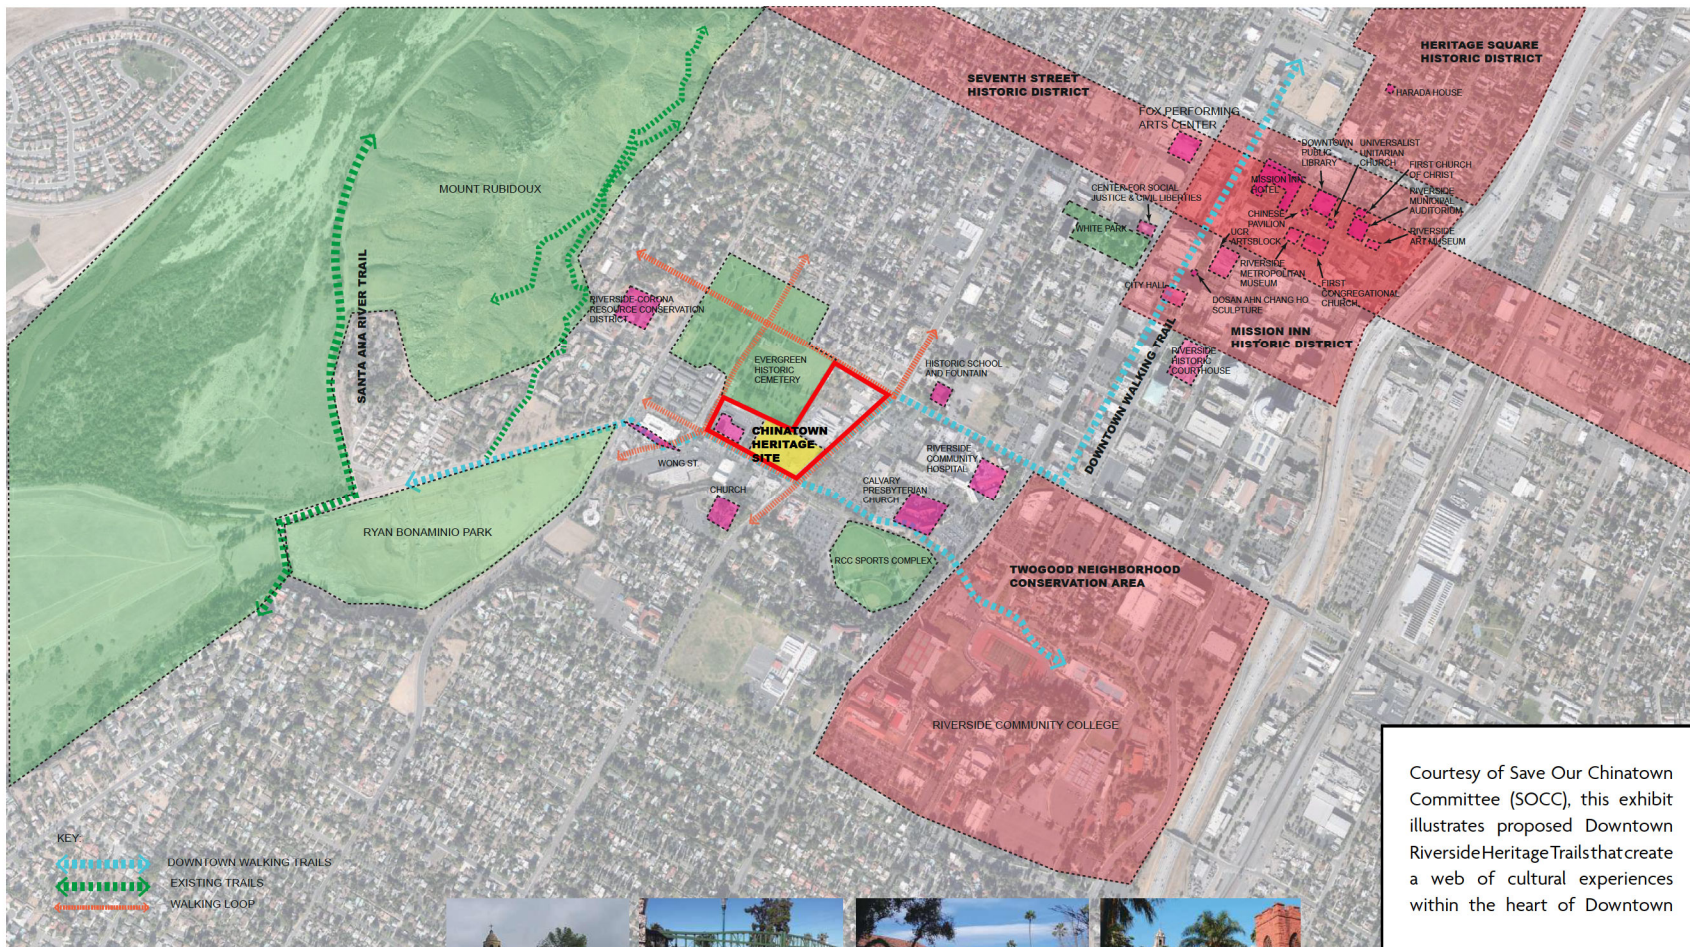 HERITAGE SQUARE
HISTORIC DISTRICT
SEVENTH STREET
HISTORIC DISTRICT
HARADA HOUSE
FOX PERFORMING
ARTS CENTER
DOWNTOWN
PUBLIC
LIBRARY
UNIVERSALIST
UNITARIAN
CHURCH
FIRST CHURCH
OF CHRIST
MISSION INN
HOTEL
RIVERSIDE
MUNICIPAL
AUDITORIUM
CENTER FOR SOCIAL
JUSTICE & CIVIL LIBERTIES
CHINESE
PAVILION
WHITE PARK
UCR
ARTSBLOCK
RIVERSIDE
ART MUSEUM
RIVERSIDE
METROPOLITAN
MUSEUM
FIRST
CONGREGATIONAL
CHURCH
CITY HALL
DOSAN AHN CHANG HO
SCULPTURE
MISSION INN
HISTORIC DISTRICT
RIVERSIDE
HISTORIC
COURTHOUSE
DOWNTOWN WALKING TRAIL
MOUNT RUBIDOUX
SANTA ANA RIVER TRAIL
RIVERSIDE-CORONA
RESOURCE CONSERVATION
DISTRICT
EVERGREEN
HISTORIC
CEMETERY
HISTORIC SCHOOL
AND FOUNTAIN
CHINATOWN
HERITAGE
SITE
WONG ST.
CHURCH
RIVERSIDE
COMMUNITY
HOSPITAL
CALVARY
PRESBYTERIAN
CHURCH
RYAN BONAMINIO PARK
RCC SPORTS COMPLEX
TWOGOOD NEIGHBORHOOD
CONSERVATION AREA
RIVERSIDE COMMUNITY COLLEGE
KEY
DOWNTOWN WALKING TRAILS
EXISTING TRAILS
WALKING LOOP
Courtesy of Save Our Chinatown
Committee (SOCC), this exhibit
illustrates proposed Downtown
Riverside Heritage Trails that create
a web of cultural experiences
within the heart of Downtown